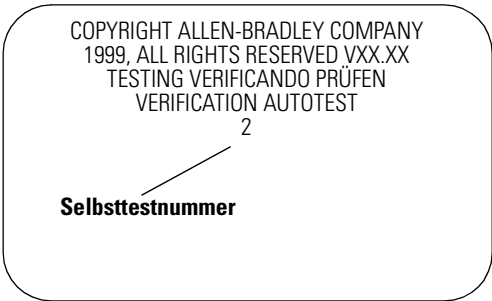 COPYRIGHT ALLEN-BRADLEY COMPANY
1999, ALL RIGHTS RESERVED VXX.XX
TESTING VERIFICANDO PRÜFEN
VERIFICATION AUTOTEST
2
Selbsttestnummer